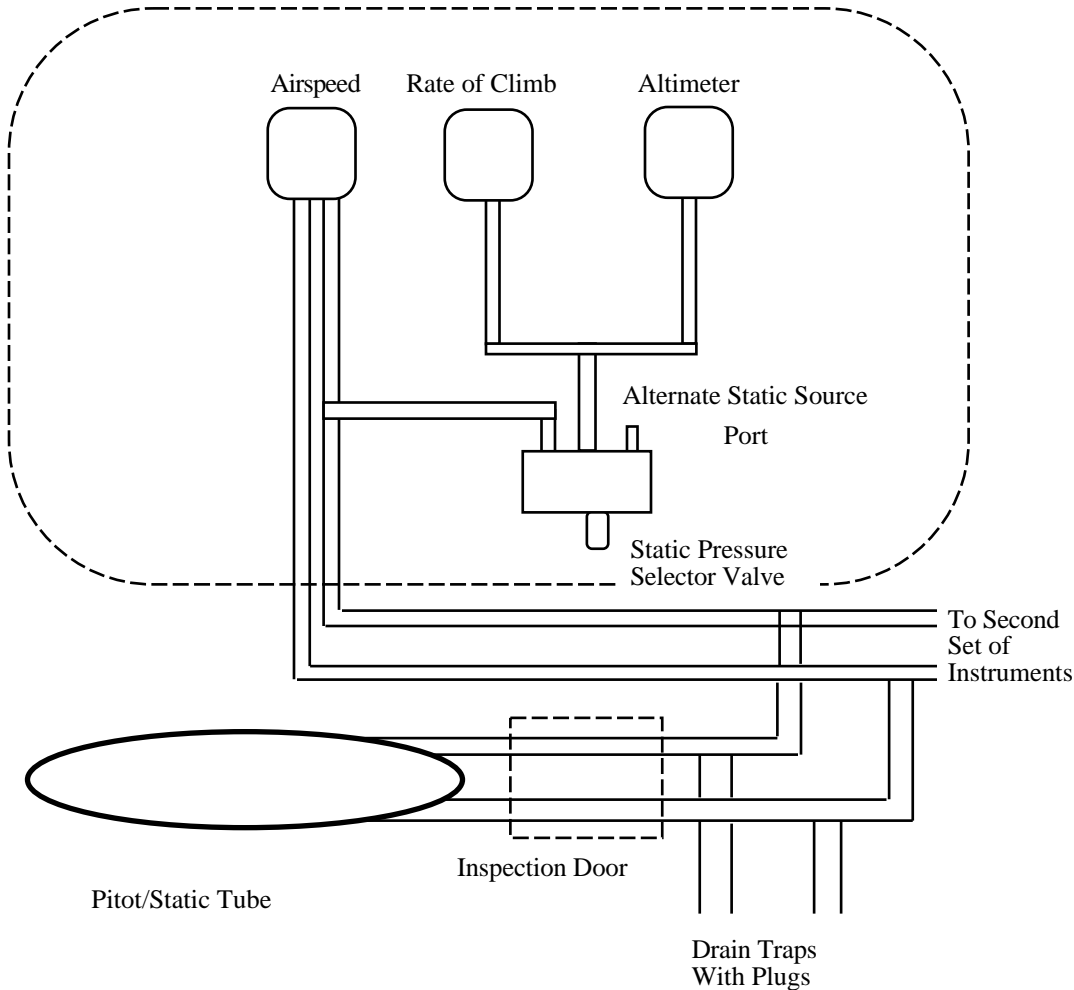 Airspeed
Rate of Climb
Altimeter
Alternate Static Source
Port
Static Pressure
Selector Valve
To Second
Set of
Instruments
Inspection Door
Pitot/Static Tube
Drain Traps
With Plugs